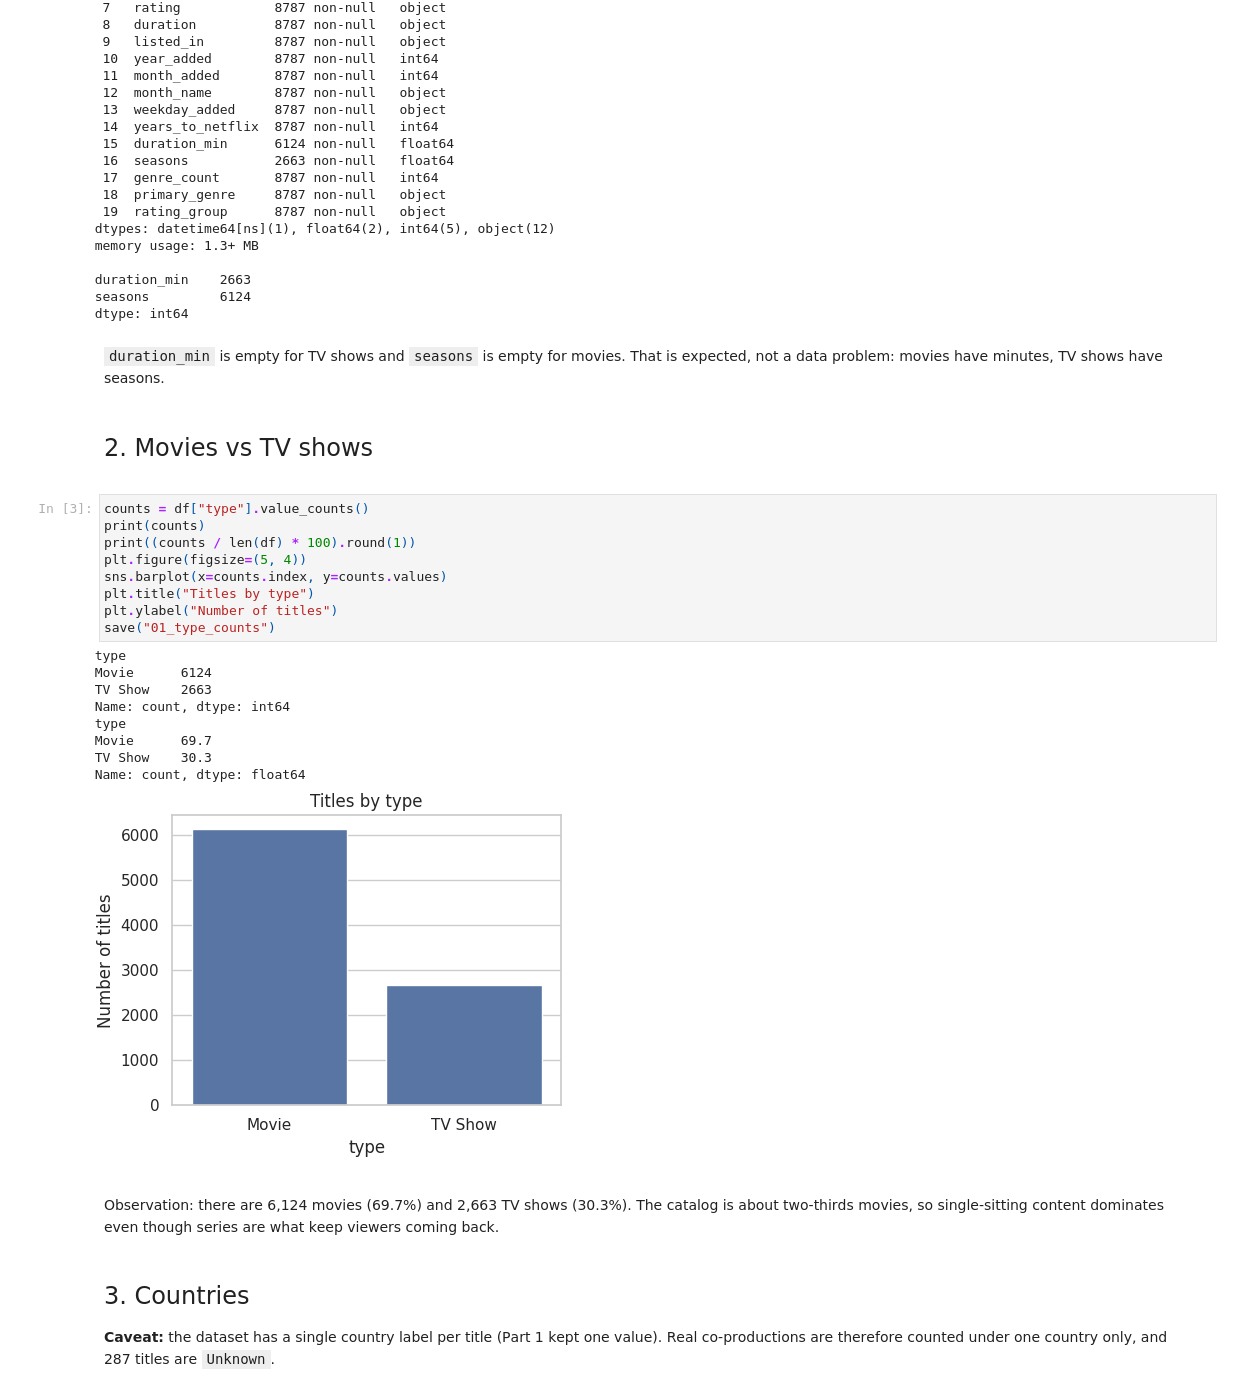 7   rating            8787 non-null   object
8   duration          8787 non-null   object
9   listed_in         8787 non-null   object
10  year_added        8787 non-null   int64
11  month_added       8787 non-null   int64
12  month_name        8787 non-null   object
13  weekday_added     8787 non-null   object
14  years_to_netflix  8787 non-null   int64
15  duration_min      6124 non-null   float64
16  seasons           2663 non-null   float64
17  genre_count       8787 non-null   int64
18  primary_genre     8787 non-null   object
19  rating_group      8787 non-null   object
dtypes: datetime64[ns](1), float64(2), int64(5), object(12)
memory usage: 1.3+ MB
duration_min    2663
seasons         6124
dtype: int64
duration_min is empty for TV shows and seasons is empty for movies. That is expected, not a data problem: movies have minutes, TV shows have
seasons.
2. Movies vs TV shows
In [3]:
counts = df["type"].value_counts()
print(counts)
print((counts / len(df) * 100).round(1))
plt.figure(figsize=(5, 4))
sns.barplot(x=counts.index, y=counts.values)
plt.title("Titles by type")
plt.ylabel("Number of titles")
save("01_type_counts")
type
Movie      6124
TV Show    2663
Name: count, dtype: int64
type
Movie      69.7
TV Show    30.3
Name: count, dtype: float64
Titles by type
Number of titles
6000
5000
4000
3000
2000
1000
0
Movie
TV Show
type
Observation: there are 6,124 movies (69.7%) and 2,663 TV shows (30.3%). The catalog is about two-thirds movies, so single-sitting content dominates
even though series are what keep viewers coming back.
3. Countries
Caveat: the dataset has a single country label per title (Part 1 kept one value). Real co-productions are therefore counted under one country only, and
287 titles are Unknown.